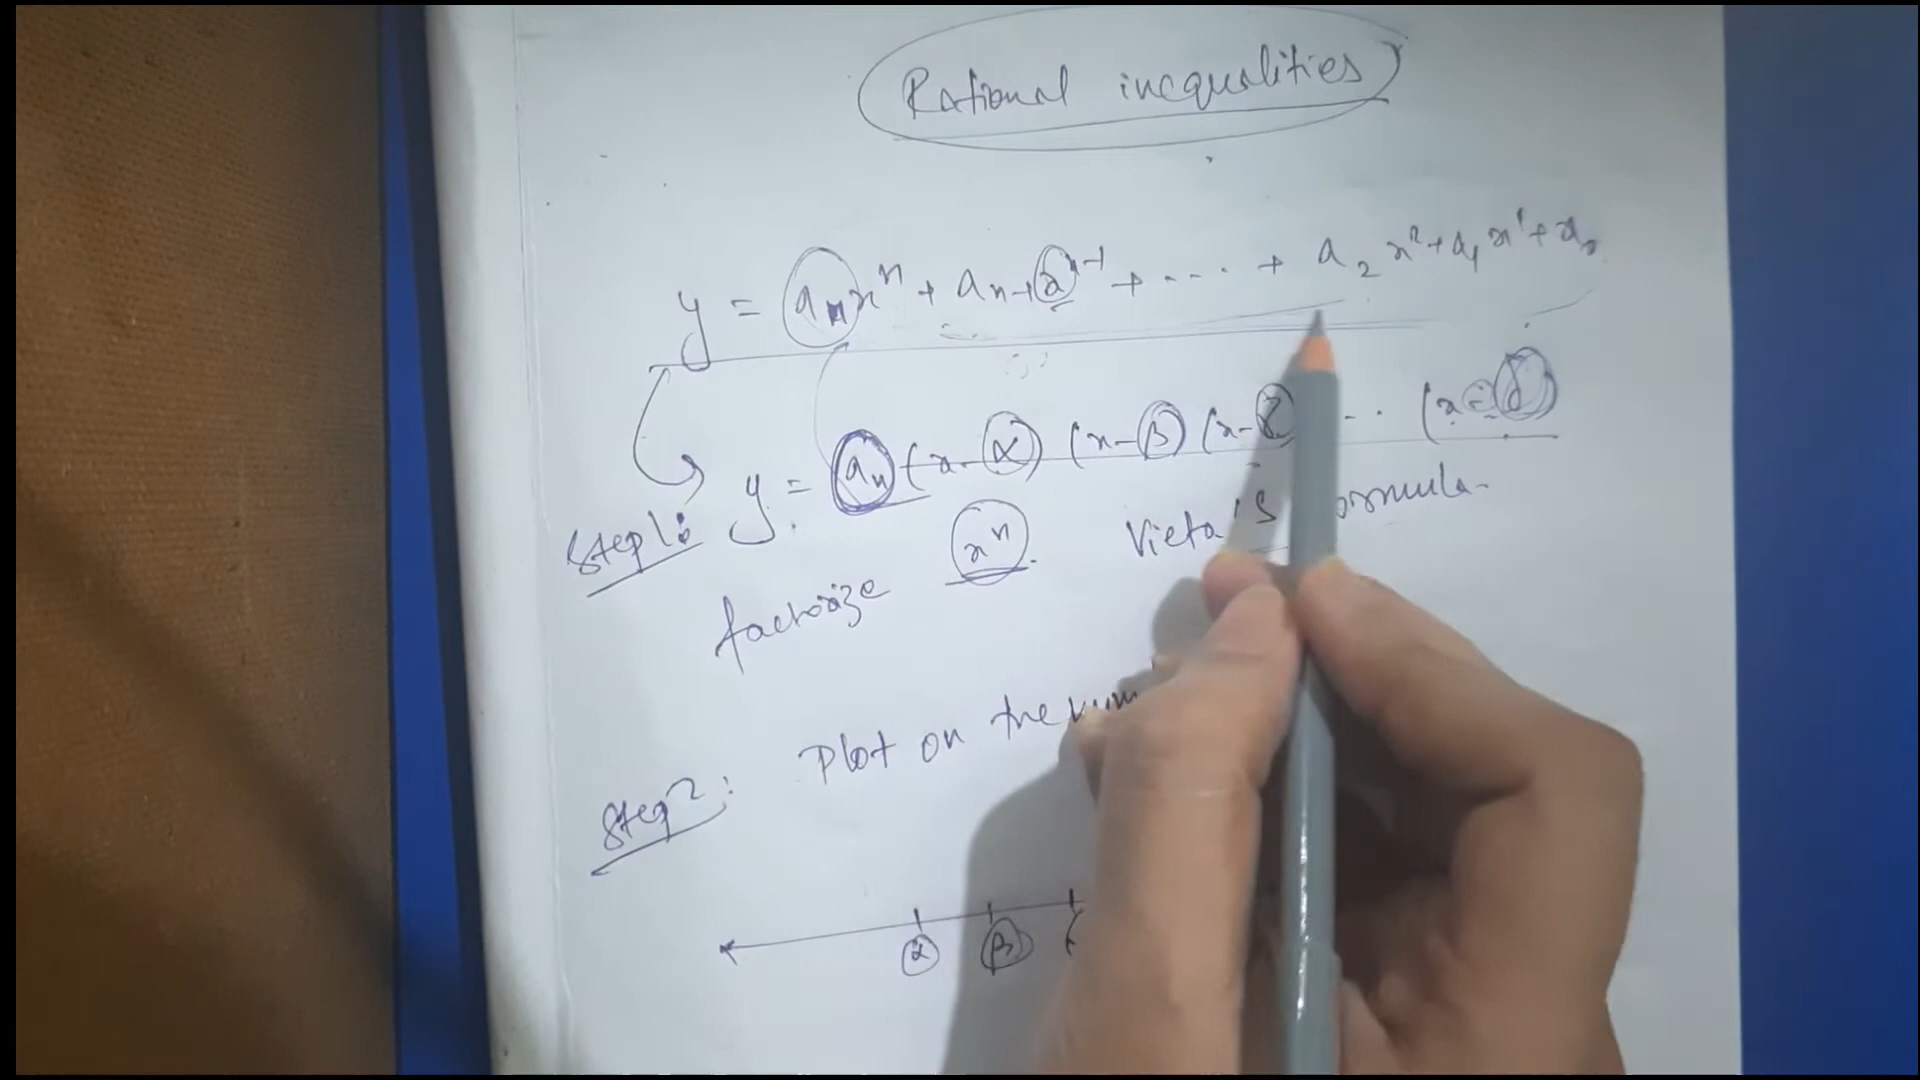 Rational inequalities
y = aₙxⁿ + aₙ₋₁xⁿ⁻¹ + ---- + a₂x² + a₁x¹ + a₀
Step 1: y = aₙ (x-α) (x-β) (x- ... (x-δ)
factorize xⁿ. Vieta's
Step 2: Plot on the
α β